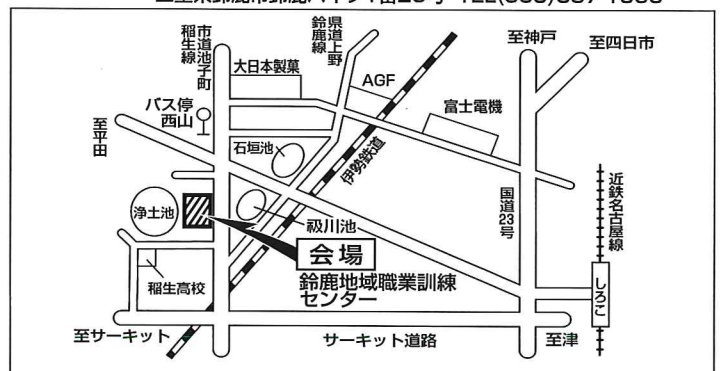 市道池子町
稲生線
県道上野
鈴鹿線
至神戸
至四日市
大日本製菓
AGF
富士電機
バス停
西山
至平田
石垣池
伊勢鉄道
国道23号
近鉄名古屋線
浄土池
祓川池
会場
鈴鹿地域職業訓練
センター
稲生高校
しろこ
至サーキット
サーキット道路
至津